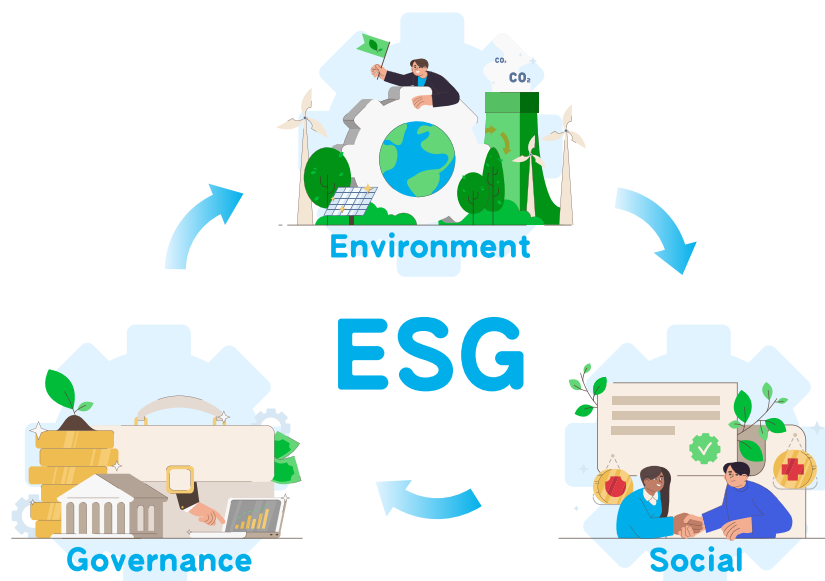 CO₂
CO₂
Environment
ESG
Governance
Social